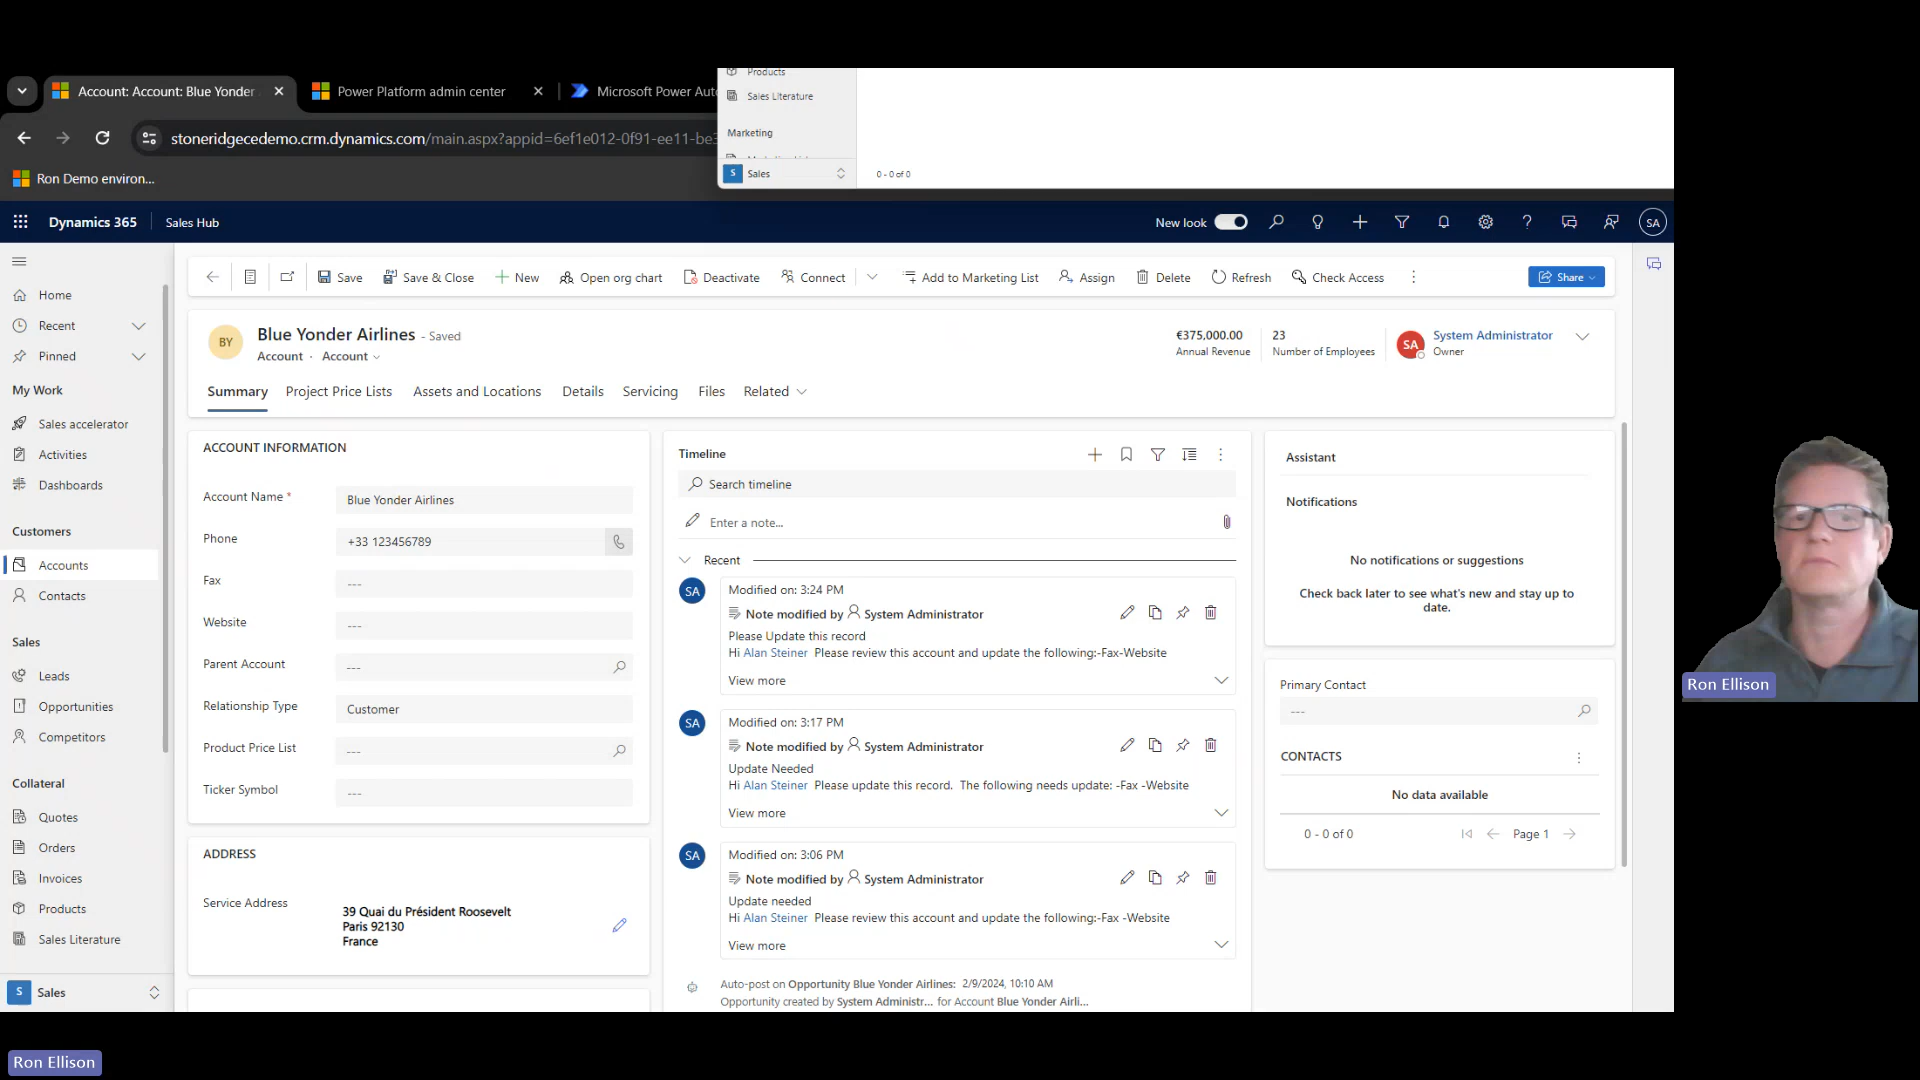 Account: Account: Blue Yonder
Power Platform admin center
Microsoft Power Aut
stoneridgecedemo.crm.dynamics.com/main.aspx?appid=6ef1e012-0f91-ee11-be3
Ron Demo environ...
Products
Sales Literature
Marketing
S Sales
0 - 0 of 0
Dynamics 365
Sales Hub
New look
SA
Save
Save & Close
New
Open org chart
Deactivate
Connect
Add to Marketing List
Assign
Delete
Refresh
Check Access
Share
Home
Recent
Pinned
My Work
Sales accelerator
Activities
Dashboards
Customers
Accounts
Contacts
Sales
Leads
Opportunities
Competitors
Collateral
Quotes
Orders
Invoices
Products
Sales Literature
S Sales
BY
Blue Yonder Airlines - Saved
Account · Account
€375,000.00
Annual Revenue
23
Number of Employees
SA
System Administrator
Owner
Summary
Project Price Lists
Assets and Locations
Details
Servicing
Files
Related
ACCOUNT INFORMATION
Account Name *
Blue Yonder Airlines
Phone
+33 123456789
Fax
---
Website
---
Parent Account
---
Relationship Type
Customer
Product Price List
---
Ticker Symbol
---
ADDRESS
Service Address
39 Quai du Président Roosevelt
Paris 92130
France
Timeline
Search timeline
Enter a note...
Recent
SA
Modified on: 3:24 PM
Note modified by System Administrator
Please Update this record
Hi Alan Steiner Please review this account and update the following:-Fax-Website
View more
SA
Modified on: 3:17 PM
Note modified by System Administrator
Update Needed
Hi Alan Steiner Please update this record. The following needs update: -Fax -Website
View more
SA
Modified on: 3:06 PM
Note modified by System Administrator
Update needed
Hi Alan Steiner Please review this account and update the following:-Fax -Website
View more
Auto-post on Opportunity Blue Yonder Airlines: 2/9/2024, 10:10 AM
Opportunity created by System Administr... for Account Blue Yonder Airli...
Assistant
Notifications
No notifications or suggestions
Check back later to see what's new and stay up to
date.
Primary Contact
---
CONTACTS
No data available
0 - 0 of 0
Page 1
Ron Ellison
Ron Ellison